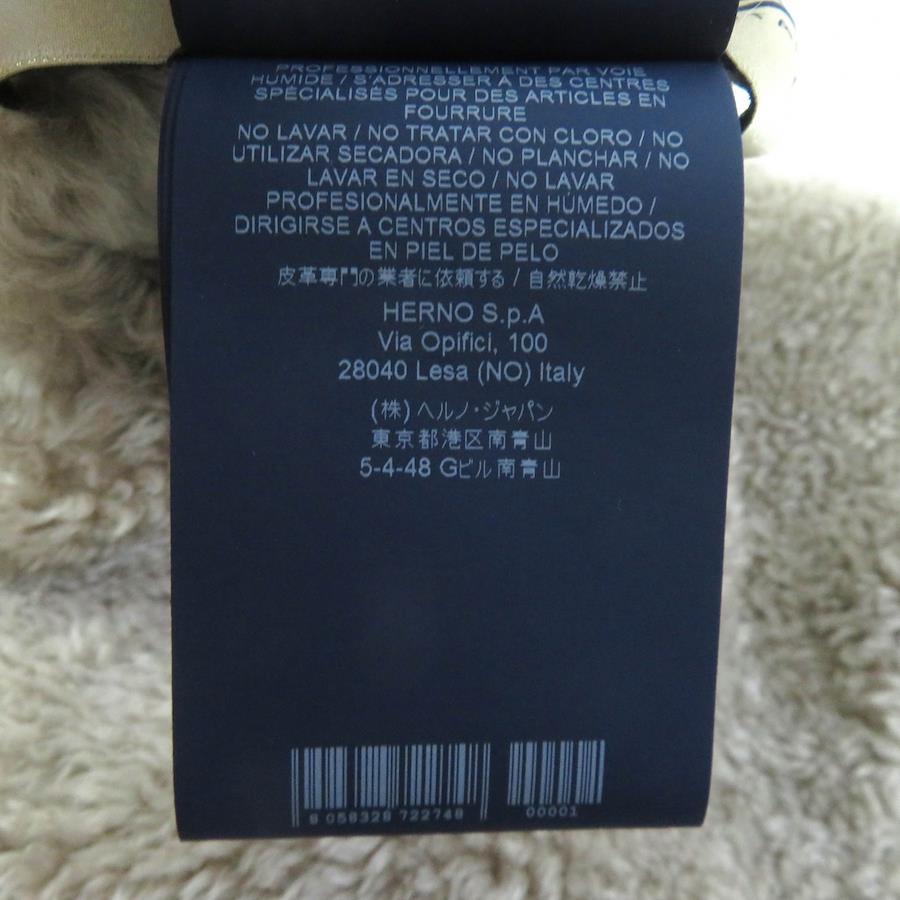 PROFESSIONNELLEMENT PAR VOIE
HUMIDE / S'ADRESSER À DES CENTRES
SPÉCIALISÉS POUR DES ARTICLES EN
FOURRURE
NO LAVAR / NO TRATAR CON CLORO / NO
UTILIZAR SECADORA / NO PLANCHAR / NO
LAVAR EN SECO / NO LAVAR
PROFESIONALMENTE EN HÚMEDO /
DIRIGIRSE A CENTROS ESPECIALIZADOS
EN PIEL DE PELO
皮革専門の業者に依頼する / 自然乾燥禁止
HERNO S.p.A
Via Opifici, 100
28040 Lesa (NO) Italy
(株) ヘルノ・ジャパン
東京都港区南青山
5-4-48 Gビル南青山
8 058328 722748 00001